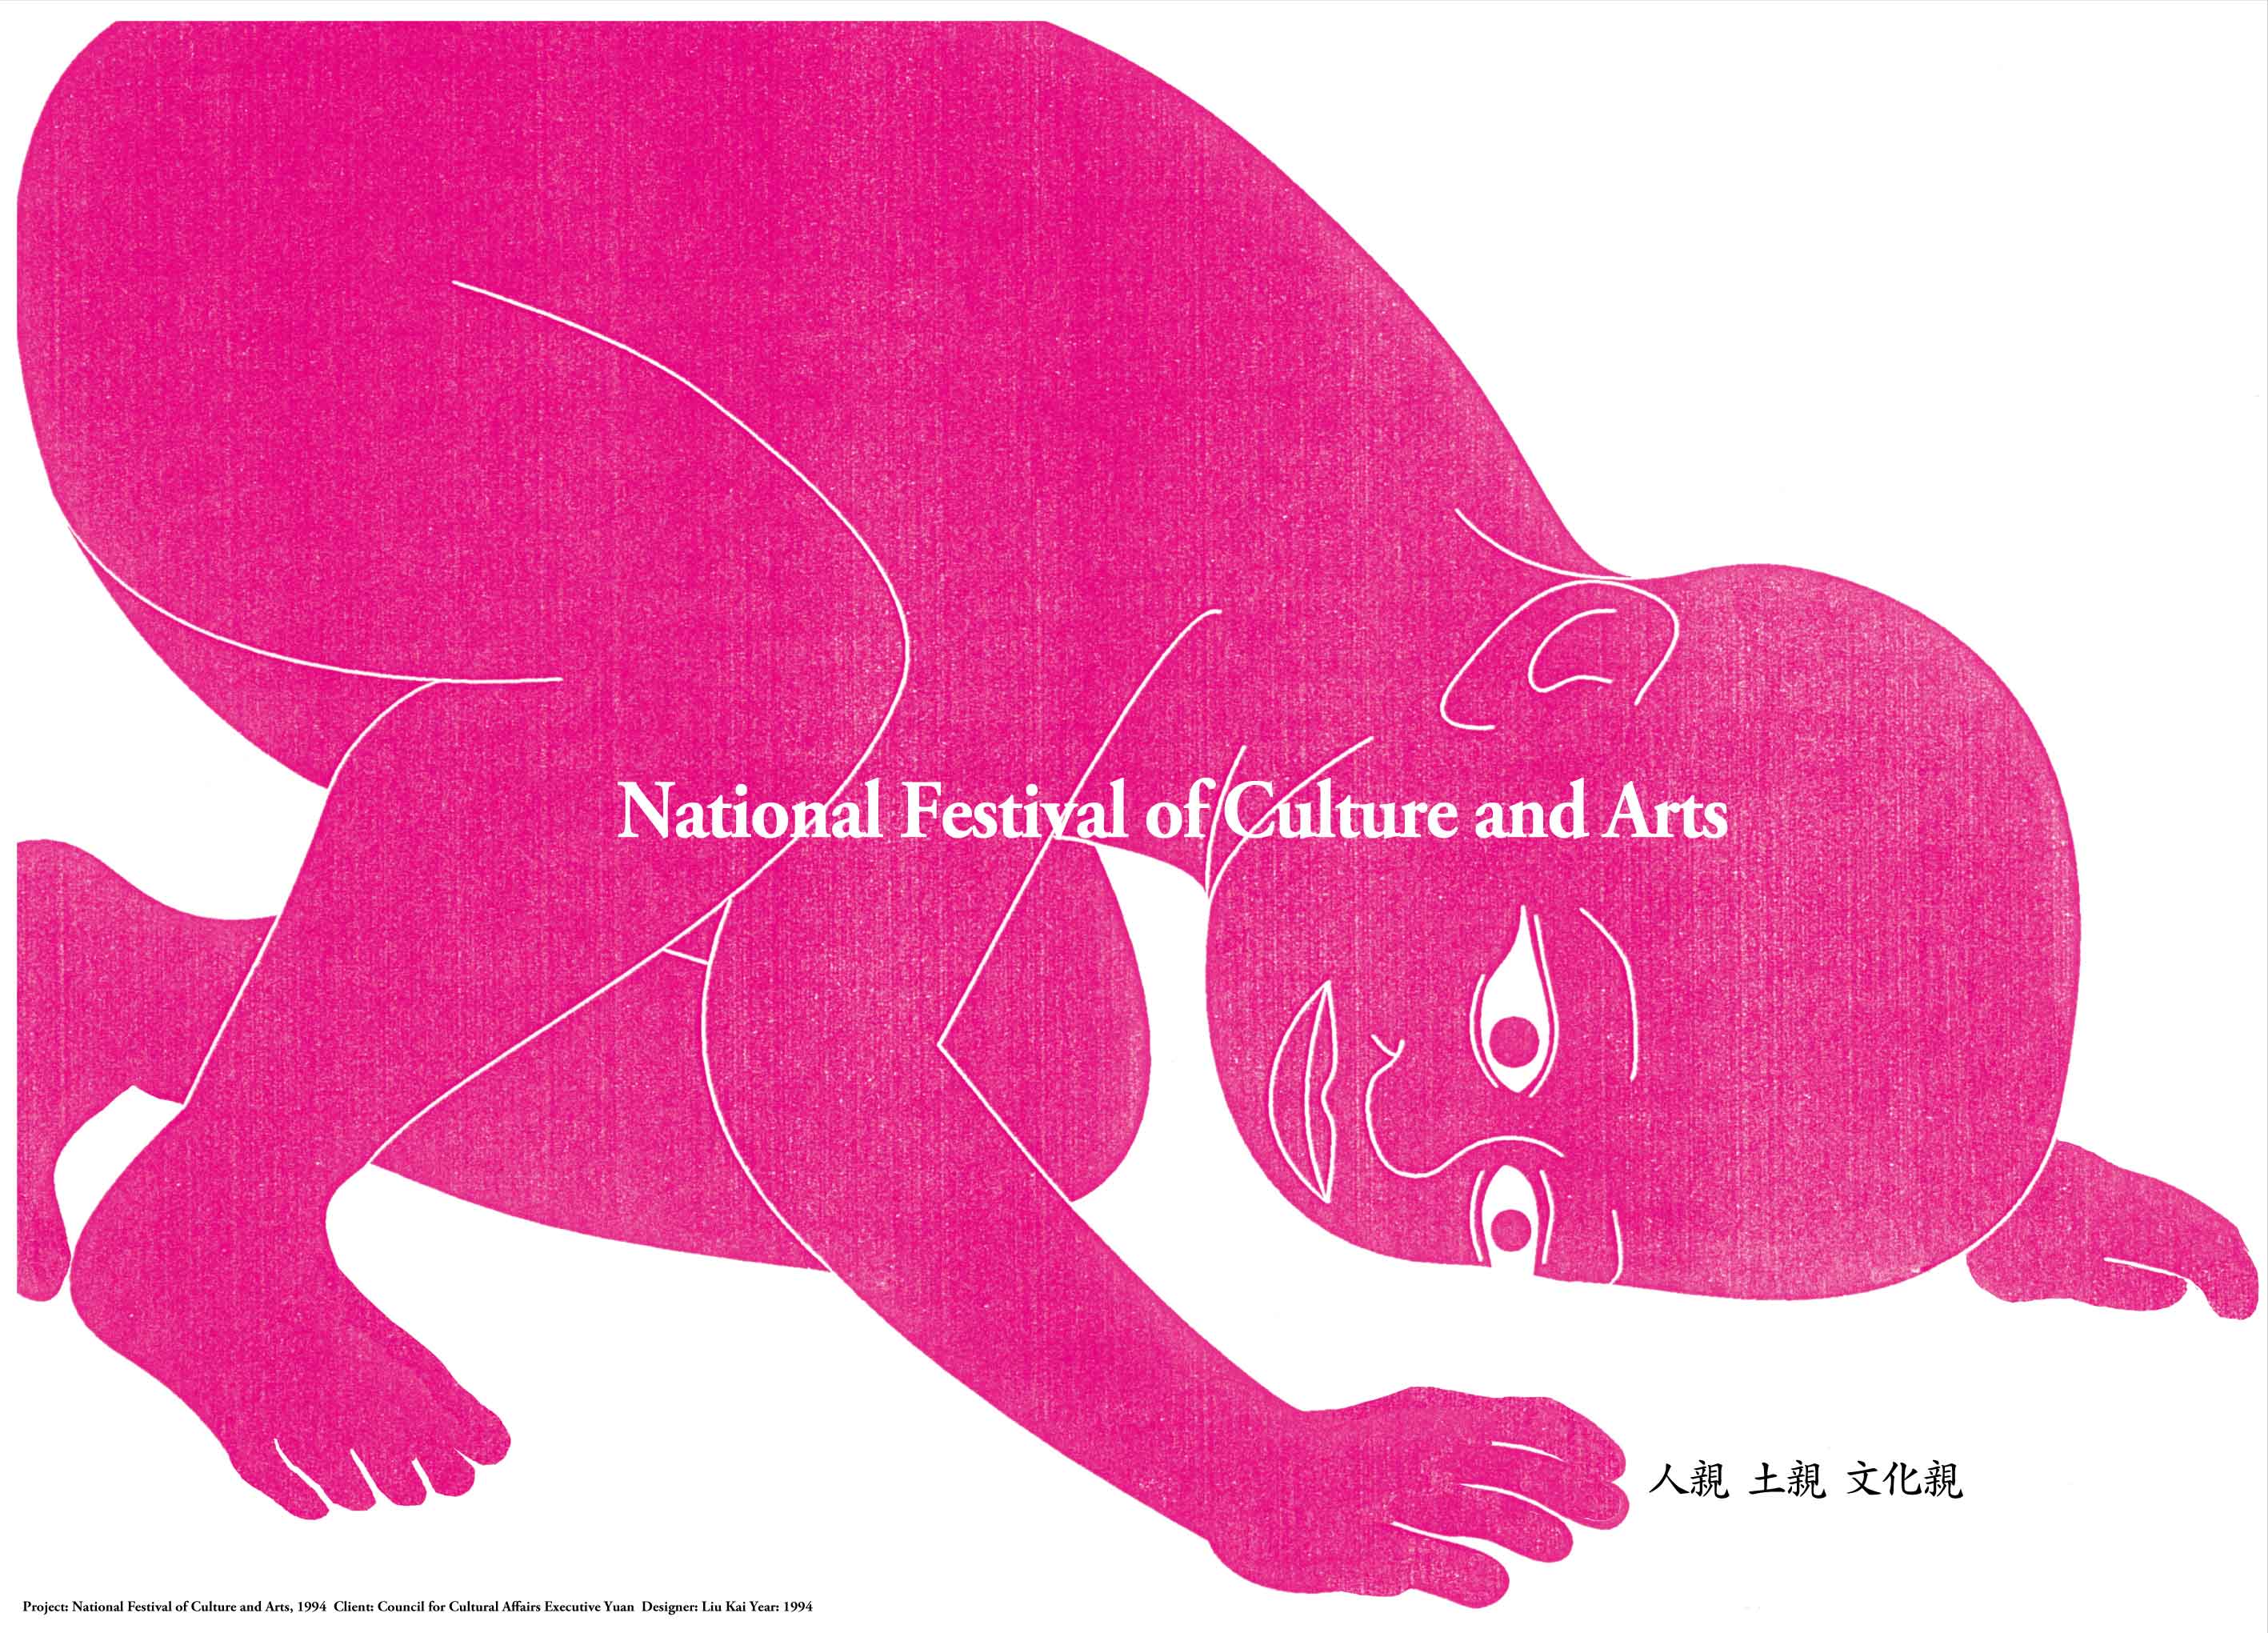 National Festival of Culture and Arts
人親 土親 文化親
Project: National Festival of Culture and Arts, 1994 Client: Council for Cultural Affairs Executive Yuan Designer: Liu Kai Year: 1994